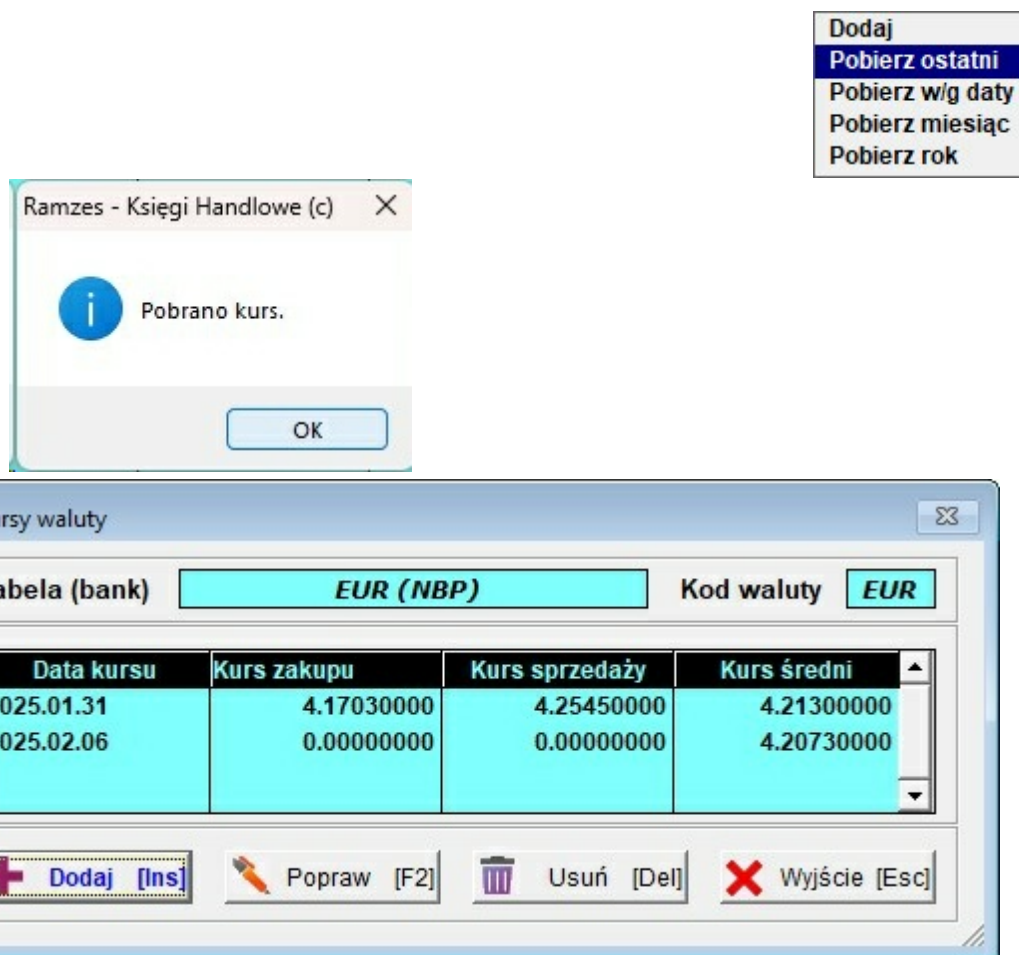 Dodaj
Pobierz ostatni
Pobierz w/g daty
Pobierz miesiąc
Pobierz rok
Ramzes - Księgi Handlowe (c)
Pobrano kurs.
OK
rsy waluty
abela (bank) EUR (NBP) Kod waluty EUR
Data kursu Kurs zakupu Kurs sprzedaży Kurs średni
025.01.31 4.17030000 4.25450000 4.21300000
025.02.06 0.00000000 0.00000000 4.20730000
Dodaj [Ins] Popraw [F2] Usuń [Del] Wyjście [Esc]